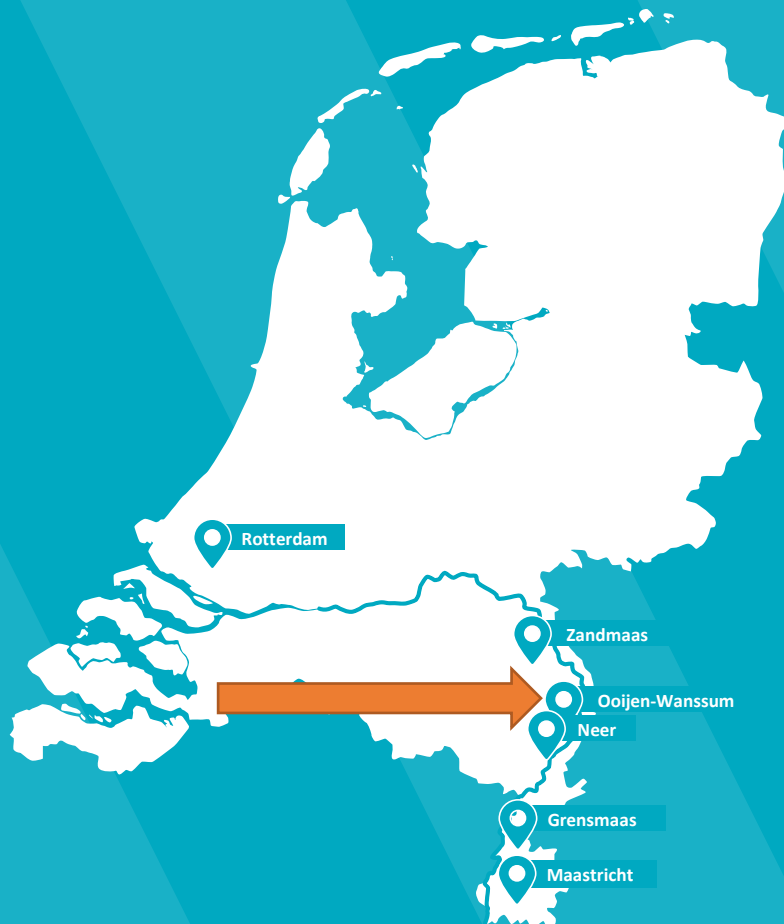 Rotterdam
Zandmaas
Ooijen-Wanssum
Neer
Grensmaas
Maastricht